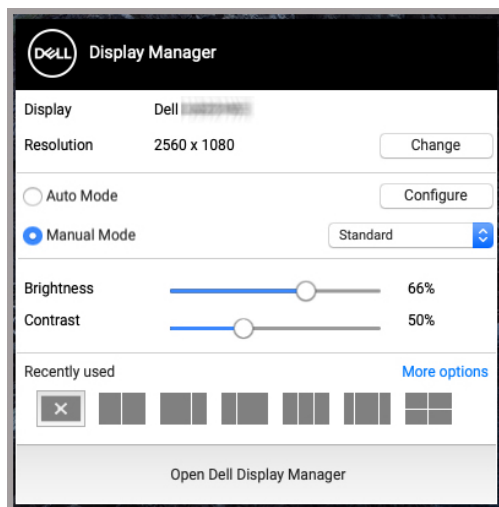 DELL Display Manager
Display Dell
Resolution 2560 x 1080 Change
Auto Mode Configure
Manual Mode Standard
Brightness 66%
Contrast 50%
Recently used More options
Open Dell Display Manager